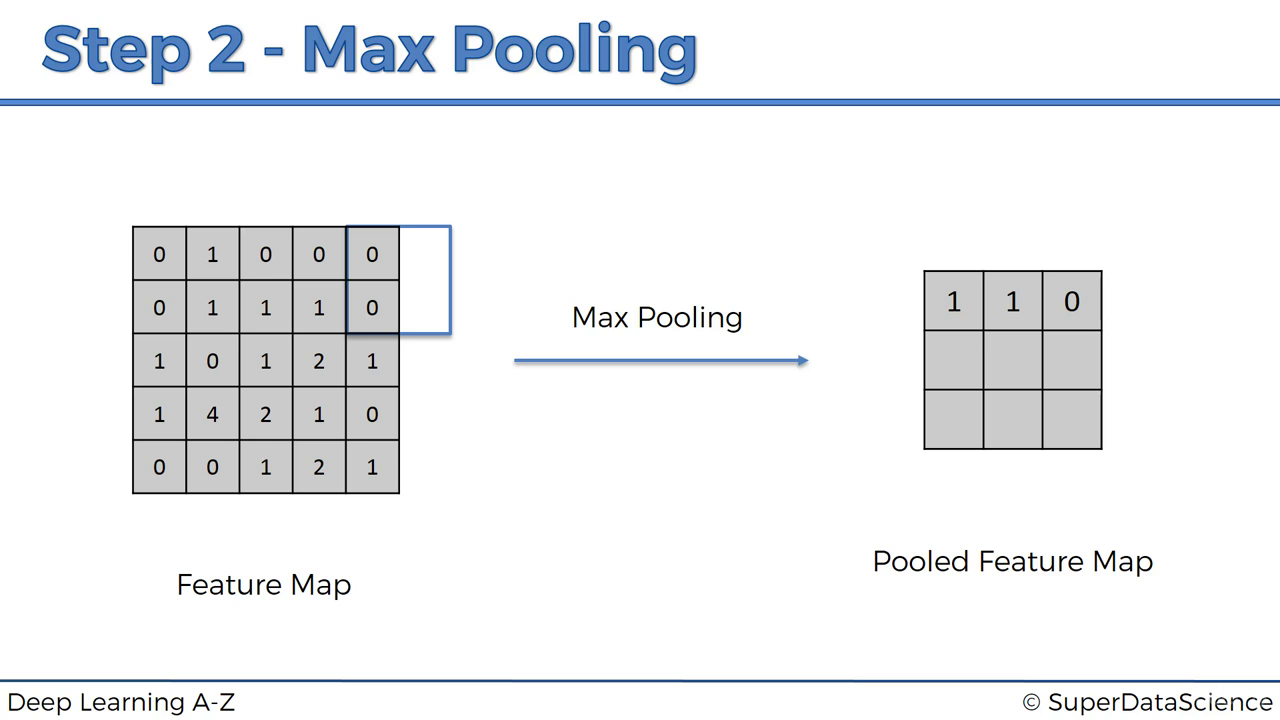 Step 2 - Max Pooling
0 1 0 0 0
0 1 1 1 0
1 0 1 2 1
1 4 2 1 0
0 0 1 2 1
Feature Map
Max Pooling
1 1 0
Pooled Feature Map
Deep Learning A-Z
© SuperDataScience